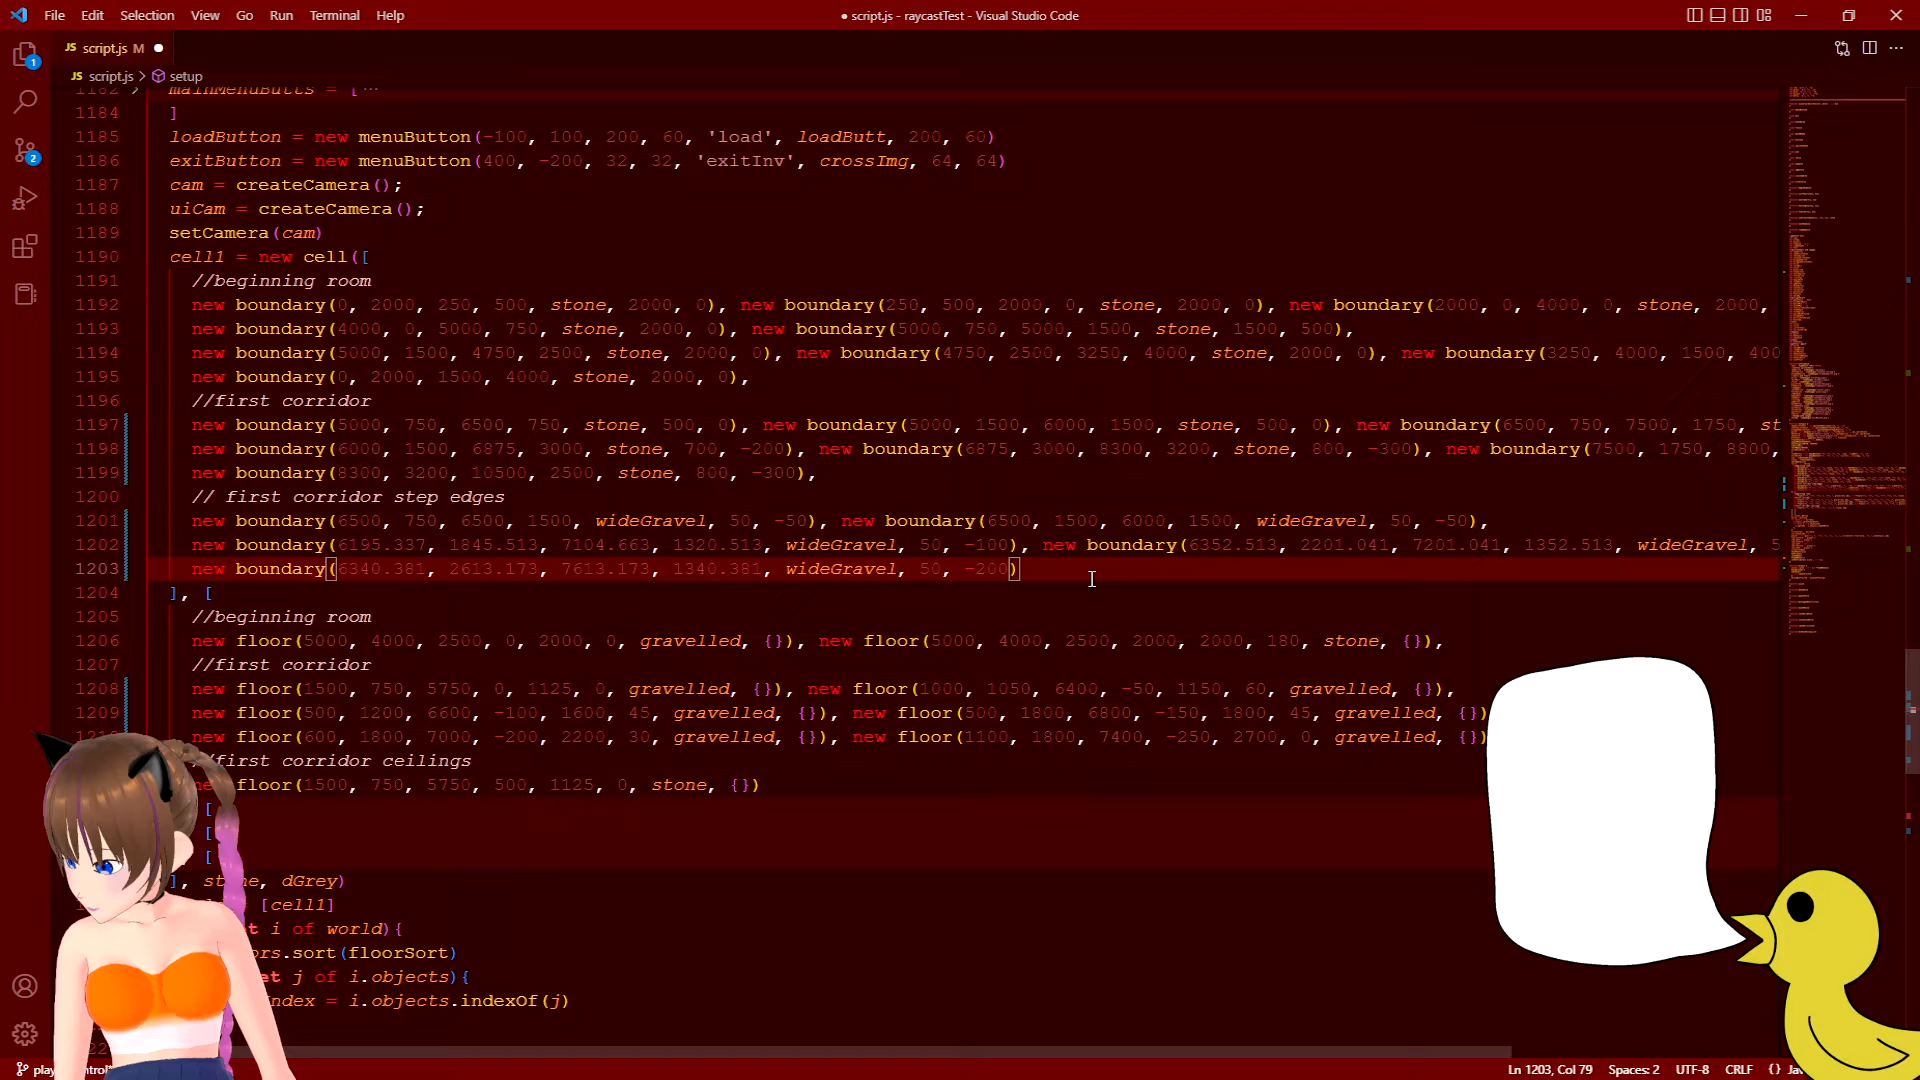 File Edit Selection View Go Run Terminal Help
● script.js - raycastTest - Visual Studio Code
JS script.js M ●
JS script.js > setup
1182 mainMenuButts = [ ...
1184 ]
1185 loadButton = new menuButton(-100, 100, 200, 60, 'load', loadButt, 200, 60)
1186 exitButton = new menuButton(400, -200, 32, 32, 'exitInv', crossImg, 64, 64)
1187 cam = createCamera();
1188 uiCam = createCamera();
1189 setCamera(cam)
1190 cell1 = new cell([
1191 //beginning room
1192 new boundary(0, 2000, 250, 500, stone, 2000, 0), new boundary(250, 500, 2000, 0, stone, 2000, 0), new boundary(2000, 0, 4000, 0, stone, 2000,
1193 new boundary(4000, 0, 5000, 750, stone, 2000, 0), new boundary(5000, 750, 5000, 1500, stone, 1500, 500),
1194 new boundary(5000, 1500, 4750, 2500, stone, 2000, 0), new boundary(4750, 2500, 3250, 4000, stone, 2000, 0), new boundary(3250, 4000, 1500, 400
1195 new boundary(0, 2000, 1500, 4000, stone, 2000, 0),
1196 //first corridor
1197 new boundary(5000, 750, 6500, 750, stone, 500, 0), new boundary(5000, 1500, 6000, 1500, stone, 500, 0), new boundary(6500, 750, 7500, 1750, st
1198 new boundary(6000, 1500, 6875, 3000, stone, 700, -200), new boundary(6875, 3000, 8300, 3200, stone, 800, -300), new boundary(7500, 1750, 8800,
1199 new boundary(8300, 3200, 10500, 2500, stone, 800, -300),
1200 // first corridor step edges
1201 new boundary(6500, 750, 6500, 1500, wideGravel, 50, -50), new boundary(6500, 1500, 6000, 1500, wideGravel, 50, -50),
1202 new boundary(6195.337, 1845.513, 7104.663, 1320.513, wideGravel, 50, -100), new boundary(6352.513, 2201.041, 7201.041, 1352.513, wideGravel, 5
1203 new boundary(6340.381, 2613.173, 7613.173, 1340.381, wideGravel, 50, -200)
1204 ], [
1205 //beginning room
1206 new floor(5000, 4000, 2500, 0, 2000, 0, gravelled, {}), new floor(5000, 4000, 2500, 2000, 2000, 180, stone, {}),
1207 //first corridor
1208 new floor(1500, 750, 5750, 0, 1125, 0, gravelled, {}), new floor(1000, 1050, 6400, -50, 1150, 60, gravelled, {}),
1209 new floor(500, 1200, 6600, -100, 1600, 45, gravelled, {}), new floor(500, 1800, 6800, -150, 1800, 45, gravelled, {})
new floor(600, 1800, 7000, -200, 2200, 30, gravelled, {}), new floor(1100, 1800, 7400, -250, 2700, 0, gravelled, {})
/first corridor ceilings
floor(1500, 750, 5750, 500, 1125, 0, stone, {})
[
[
[
], stone, dGrey)
[cell1]
t i of world){
ors.sort(floorSort)
et j of i.objects){
index = i.objects.indexOf(j)
Ln 1203, Col 79 Spaces: 2 UTF-8 CRLF {}